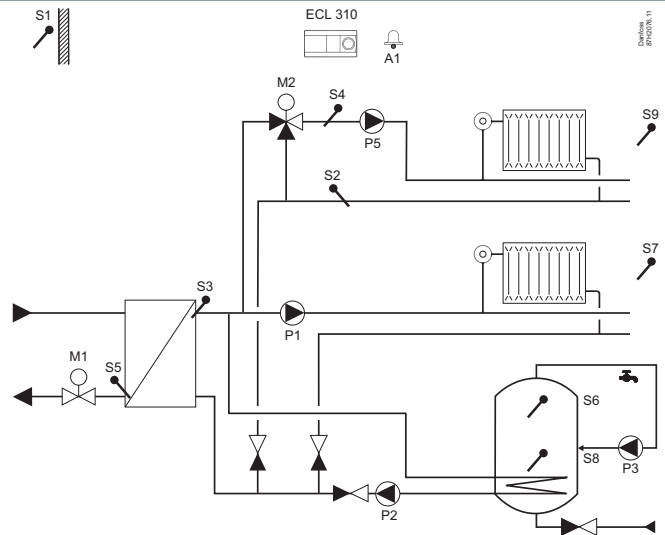 S1
ECL 310
A1
Danfoss
87H2076.11
M2
S4
P5
S9
S2
S7
S3
P1
M1
S5
S6
S8
P3
P2